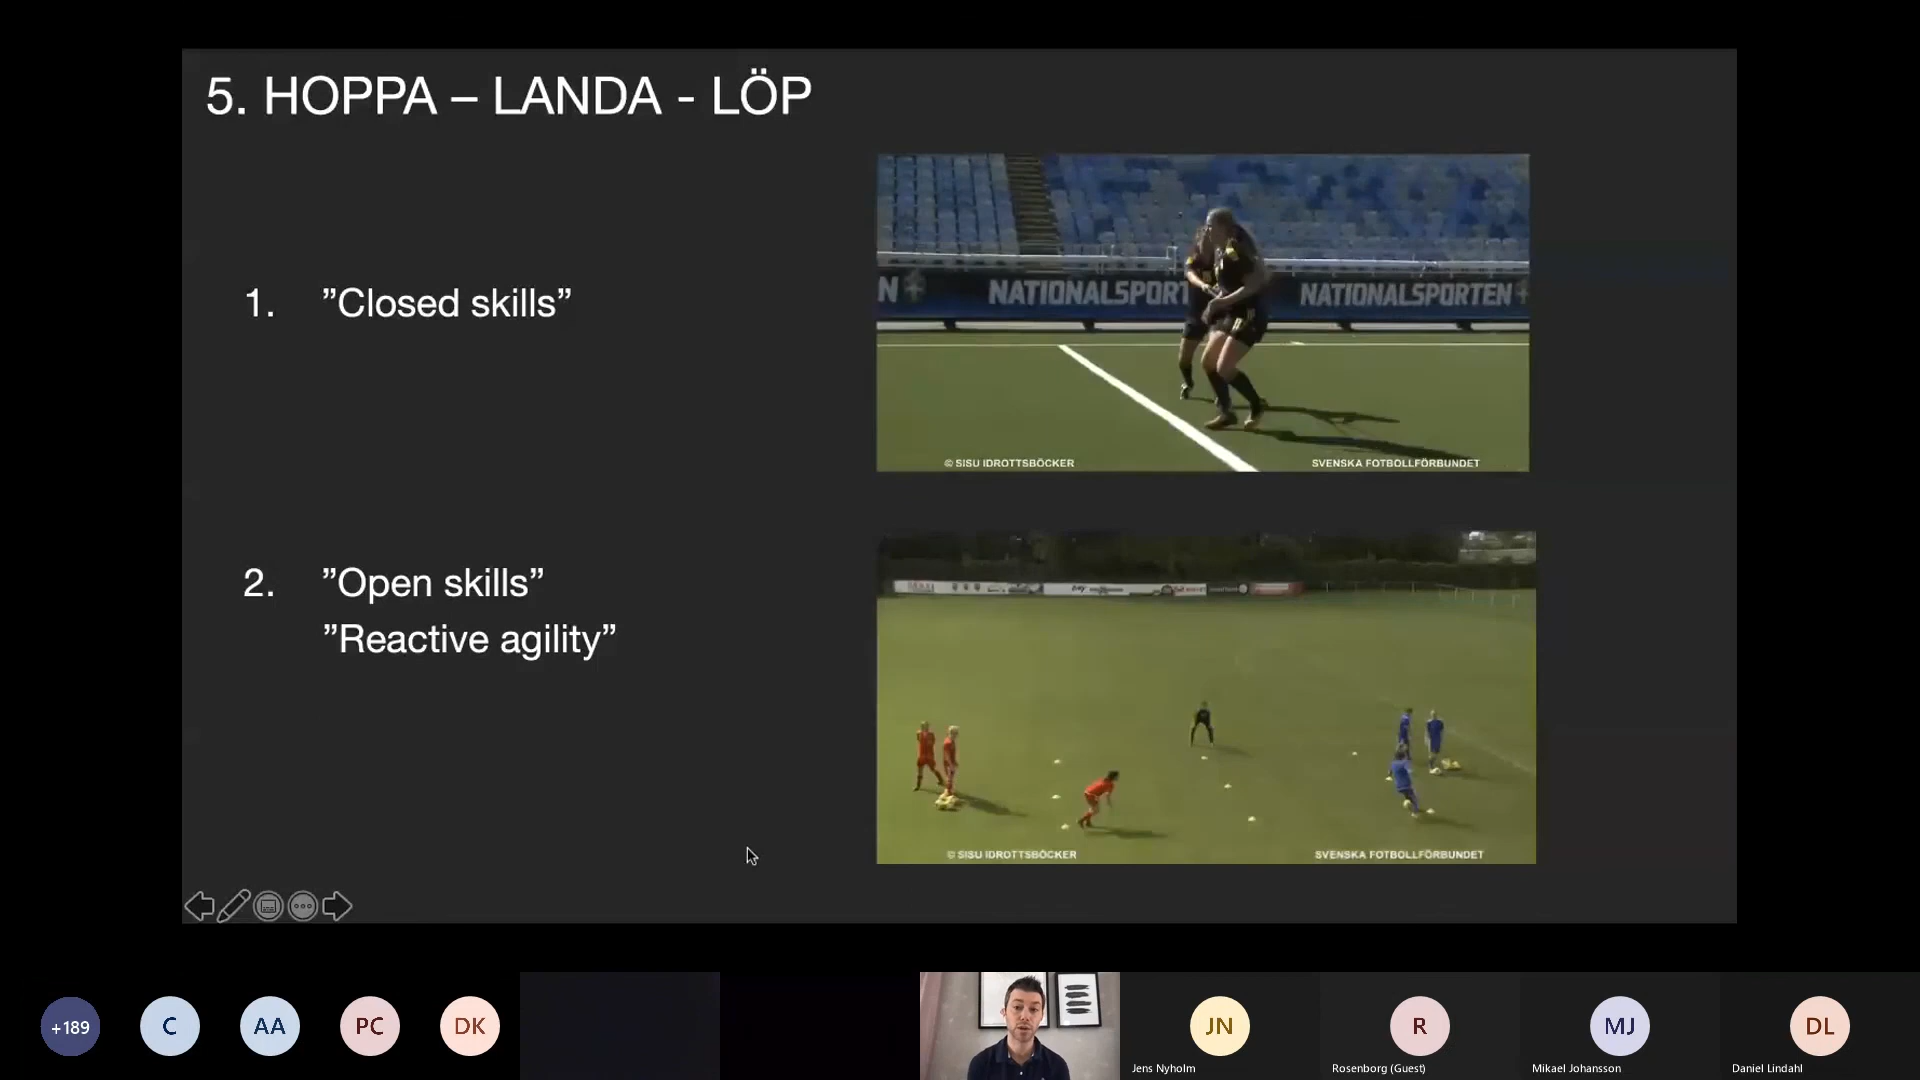 5. HOPPA – LANDA - LÖP
1. ”Closed skills”
N NATIONALSPORT NATIONALSPORTEN
© SISU IDROTTSBÖCKER SVENSKA FOTBOLLFÖRBUNDET
2. ”Open skills”
”Reactive agility”
© SISU IDROTTSBÖCKER SVENSKA FOTBOLLFÖRBUNDET
+189 C AA PC DK JN R MJ DL
Jens Nyholm Rosenborg (Guest) Mikael Johansson Daniel Lindahl